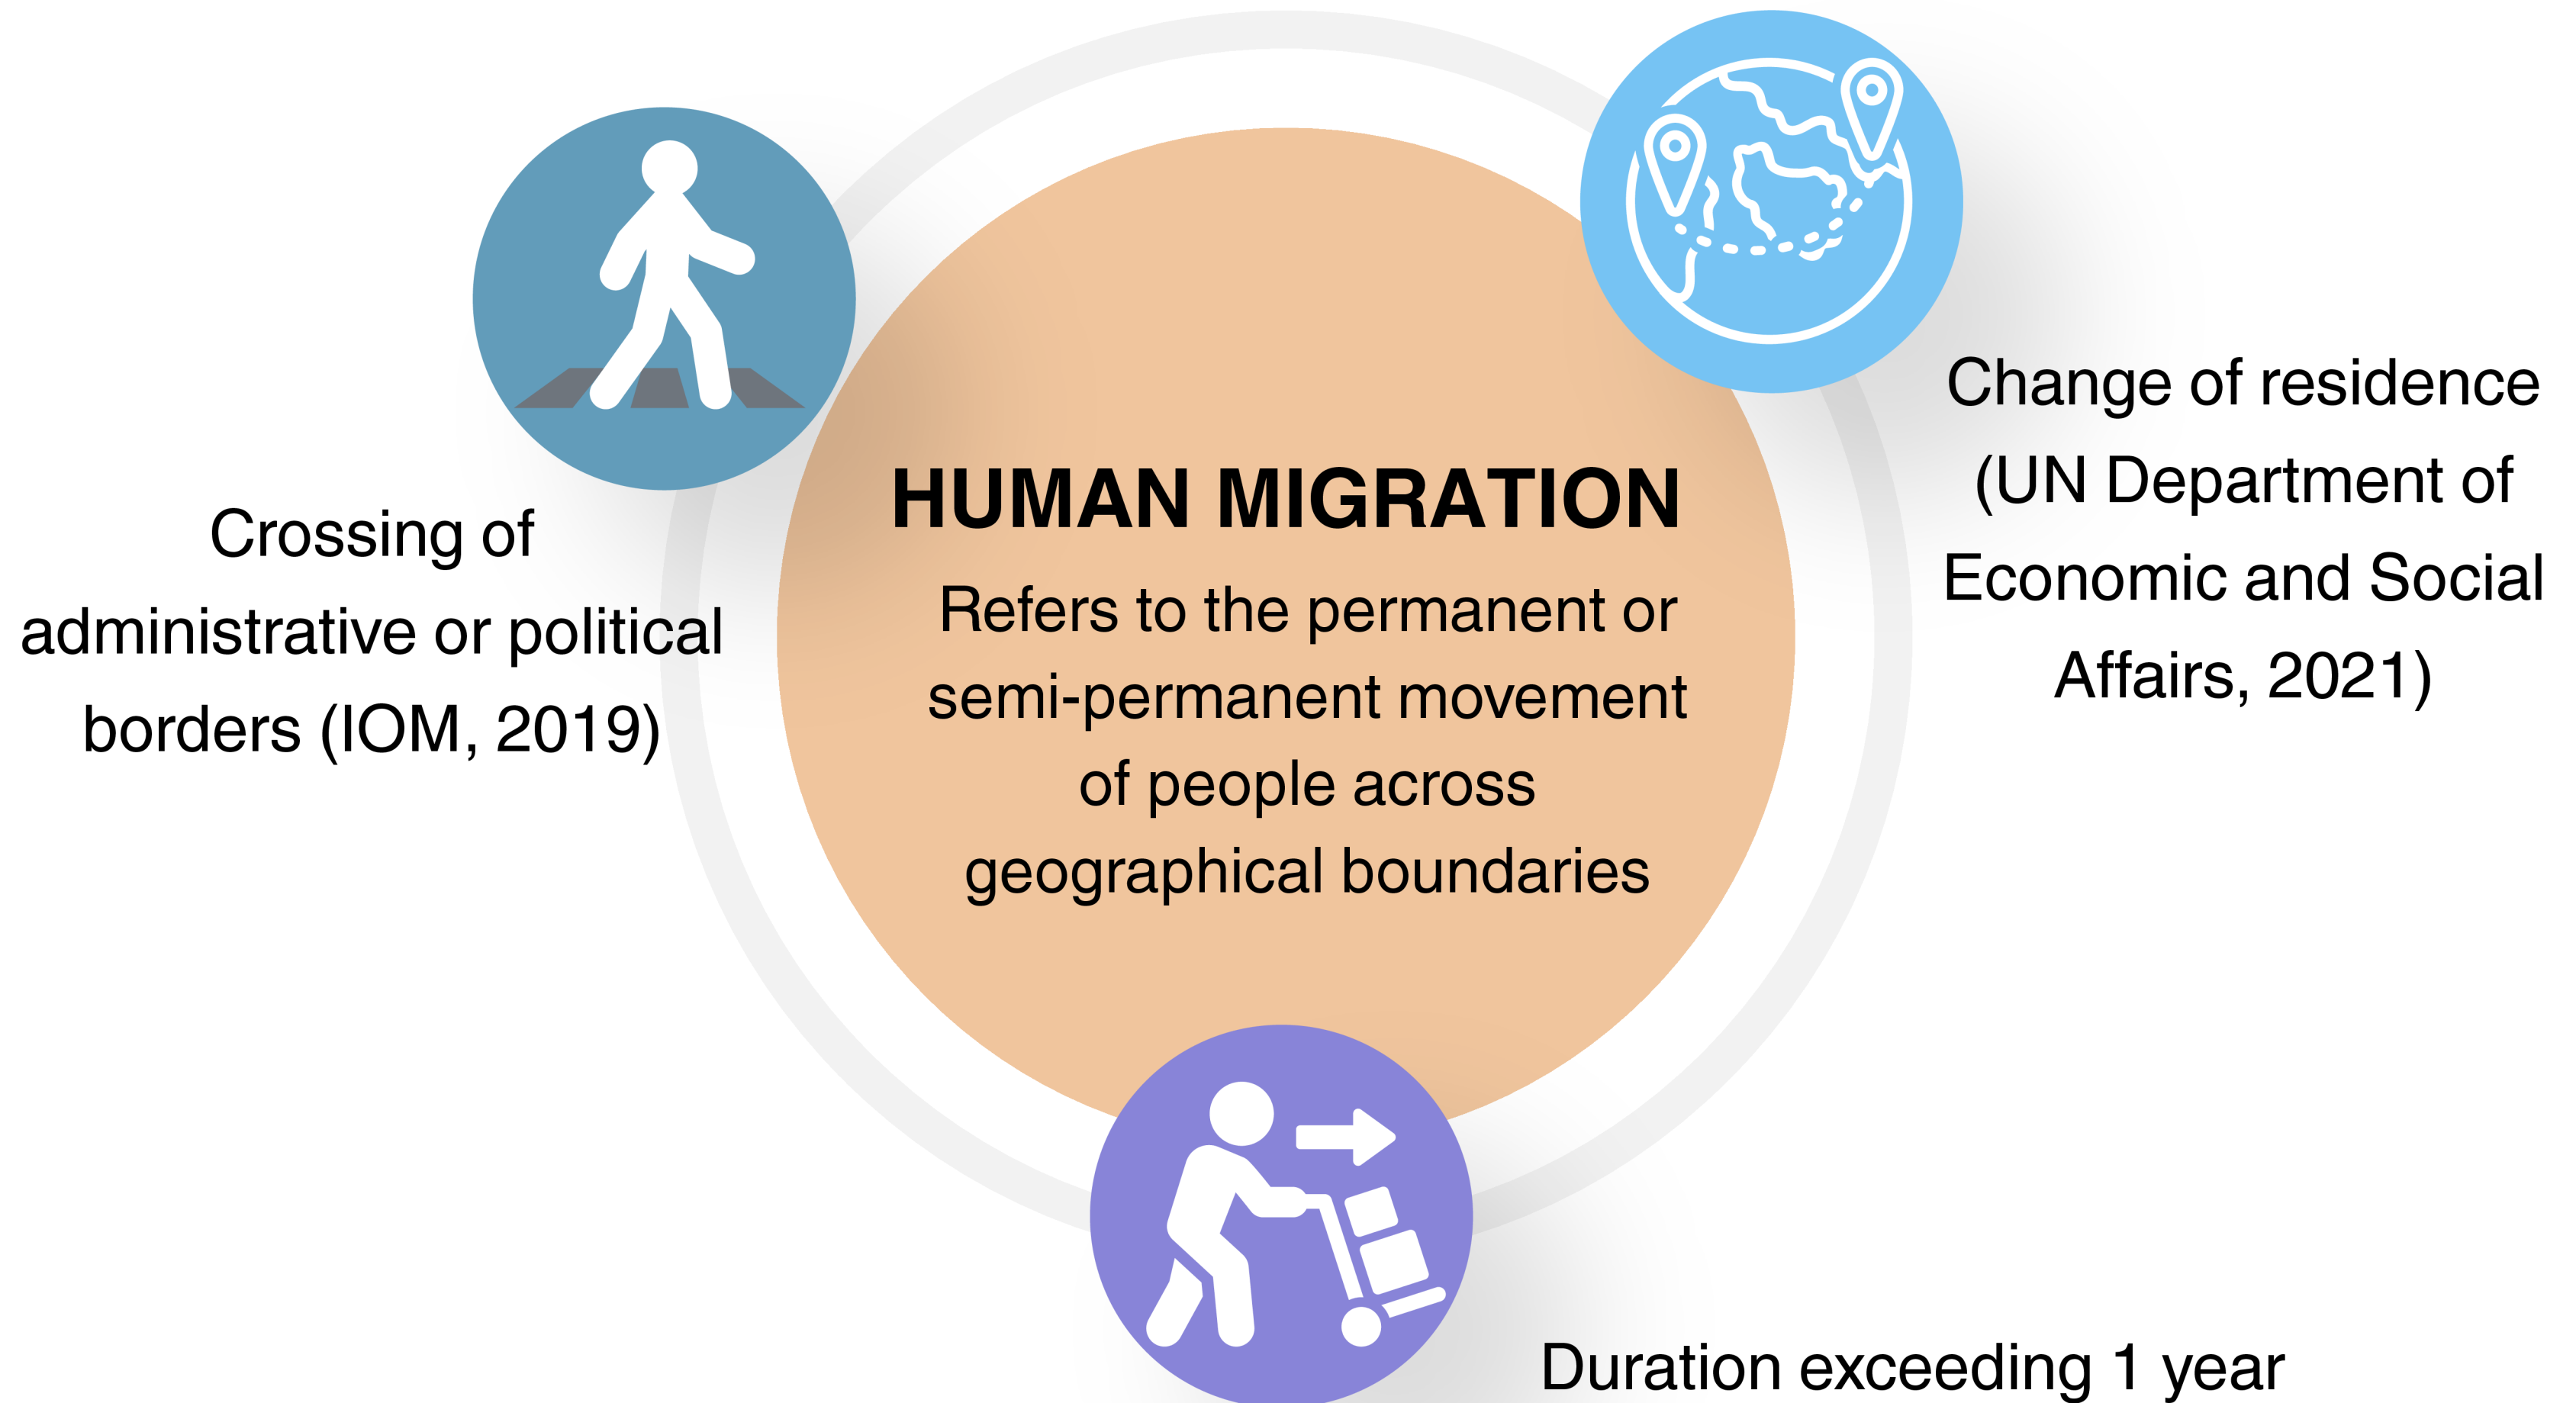 HUMAN MIGRATION
Refers to the permanent or
semi-permanent movement
of people across
geographical boundaries
Crossing of
administrative or political
borders (IOM, 2019)
Change of residence
(UN Department of
Economic and Social
Affairs, 2021)
Duration exceeding 1 year